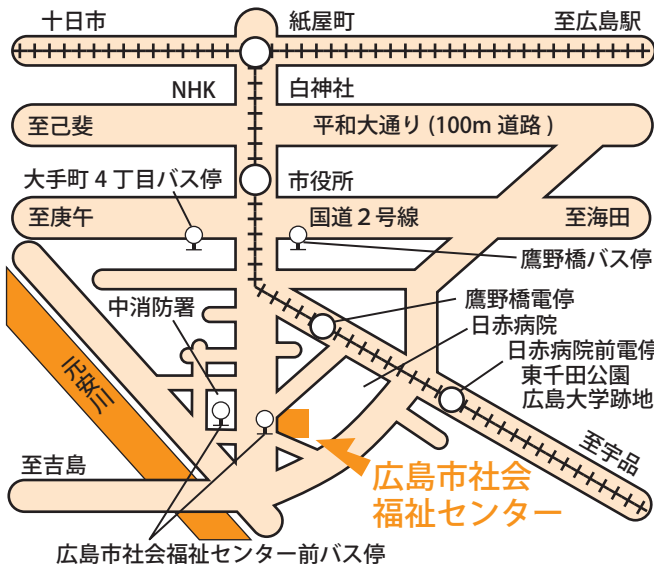 十日市
紙屋町
至広島駅
NHK
白神社
至己斐
平和大通り(100m 道路)
大手町 4 丁目バス停
市役所
至庚午
国道 2 号線
至海田
鷹野橋バス停
中消防署
鷹野橋電停
日赤病院
日赤病院前電停
東千田公園
広島大学跡地
元安川
至宇品
至吉島
広島市社会
福祉センター
広島市社会福祉センター前バス停